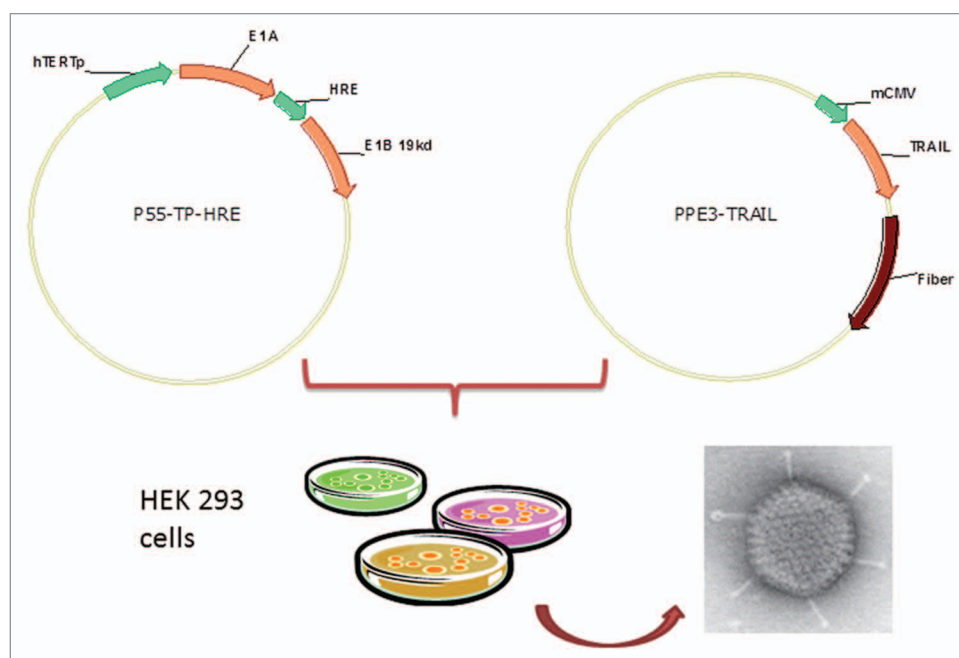 hTERTp
E1A
HRE
E1B 19kd
P55-TP-HRE
mCMV
TRAIL
PPE3-TRAIL
Fiber
HEK 293
cells